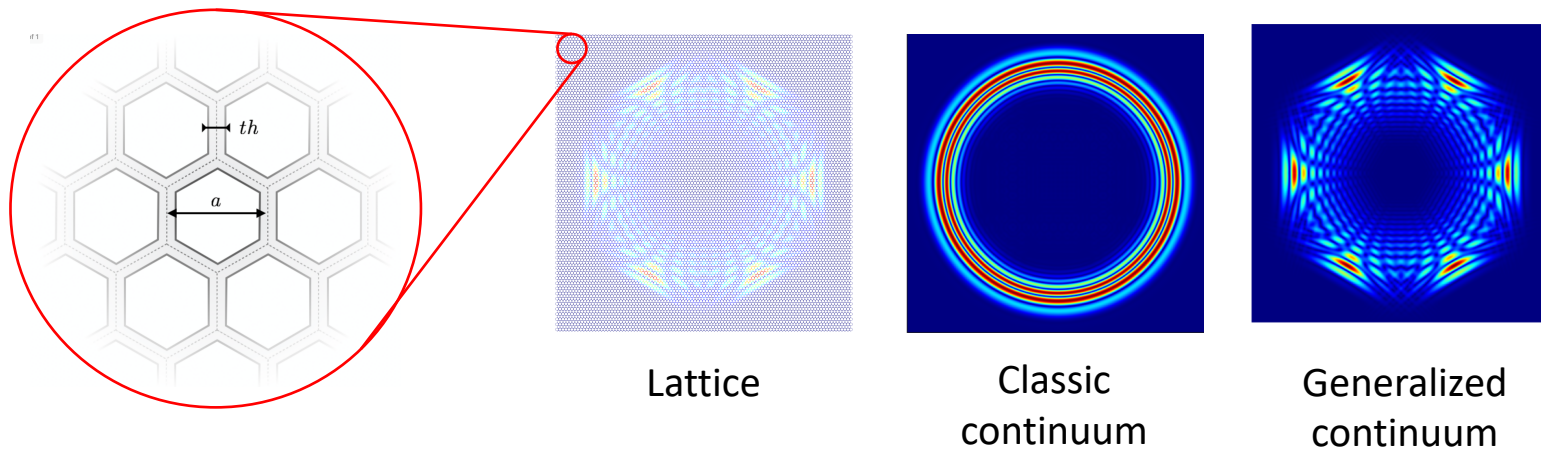 th
a
Lattice
Classic
continuum
Generalized
continuum